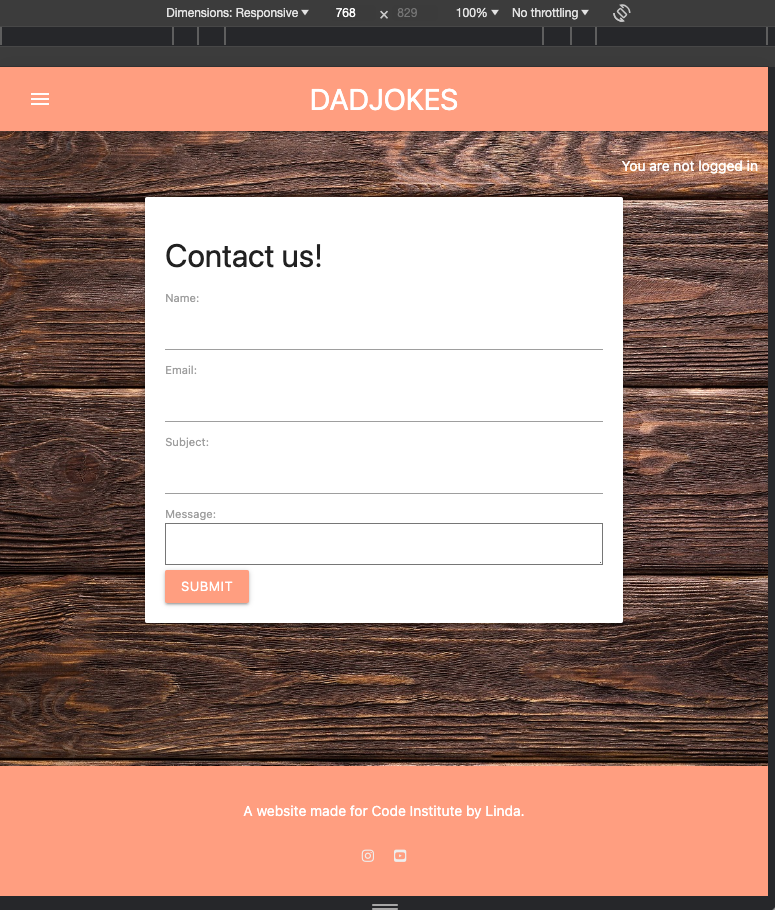 Dimensions: Responsive ▼ 768 × 829 100% ▼ No throttling ▼
DADJOKES
You are not logged in
Contact us!
Name:
Email:
Subject:
Message:
SUBMIT
A website made for Code Institute by Linda.